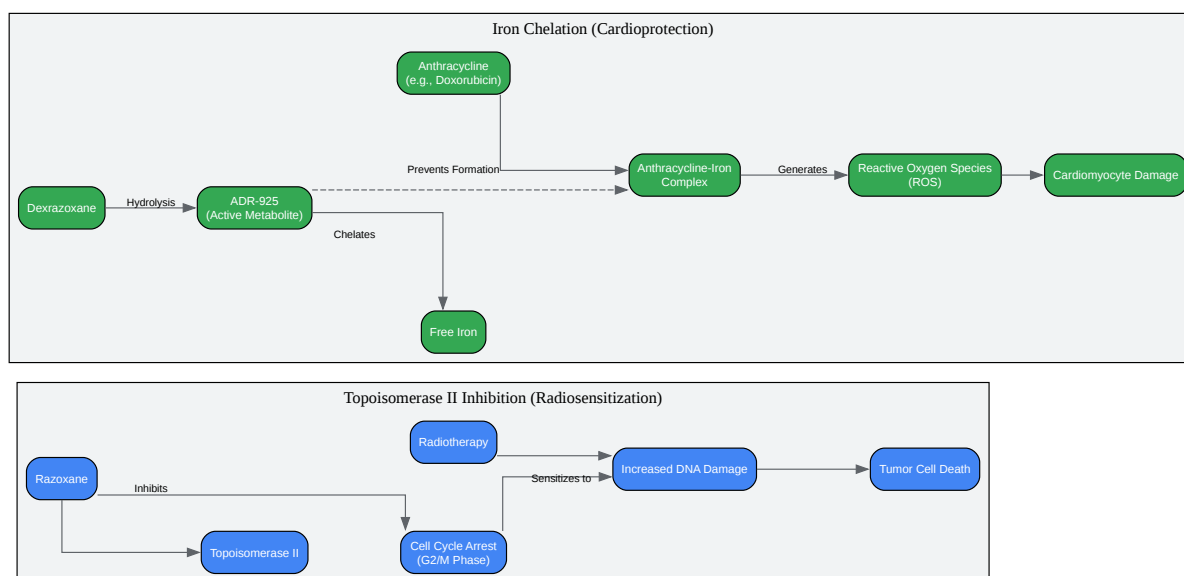 Iron Chelation (Cardioprotection)
Anthracycline
(e.g., Doxorubicin)
Prevents Formation
Anthracycline-Iron
Complex
Generates
Reactive Oxygen Species
(ROS)
Cardiomyocyte Damage
Dexrazoxane
Hydrolysis
ADR-925
(Active Metabolite)
Chelates
Free Iron
Topoisomerase II Inhibition (Radiosensitization)
Radiotherapy
Razoxane
Inhibits
Sensitizes to
Increased DNA Damage
Tumor Cell Death
Topoisomerase II
Cell Cycle Arrest
(G2/M Phase)